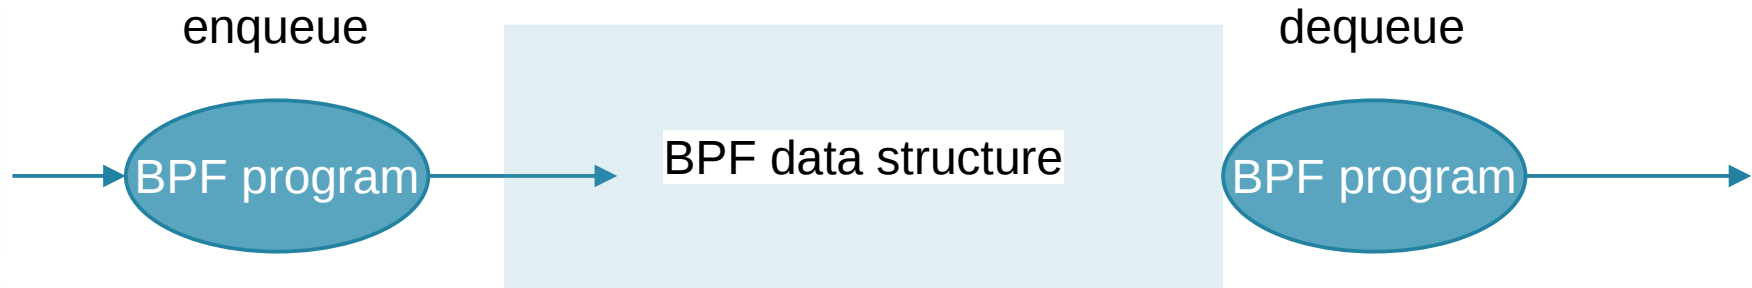 enqueue
dequeue
BPF program
BPF data structure
BPF program